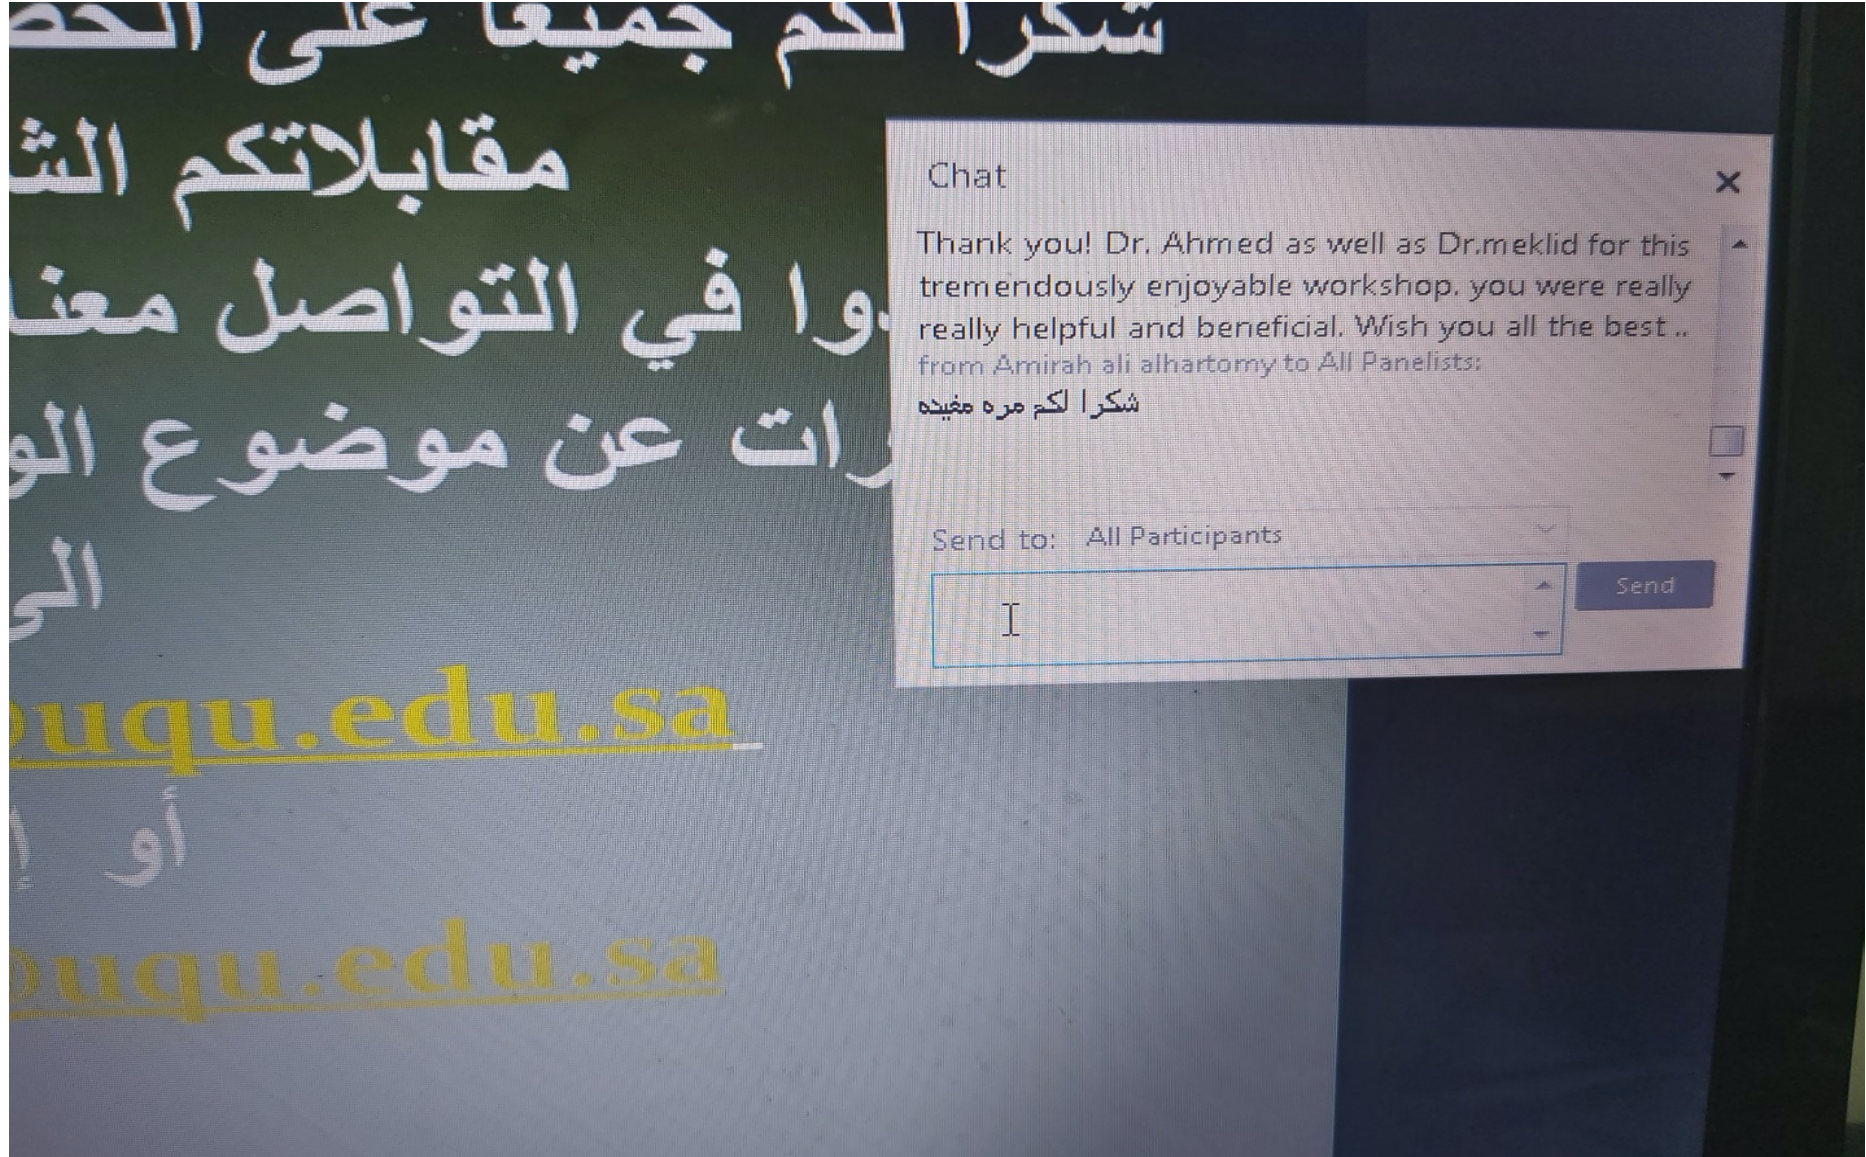 شكرا لكم جميعا على
مقابلاتكم
في التواصل معنا
عن موضوع
الى
uqu.edu.sa
أو
uqu.edu.sa
Chat
Thank you! Dr. Ahmed as well as Dr.meklid for this
tremendously enjoyable workshop. you were really
really helpful and beneficial. Wish you all the best ..
from Amirah ali alhartomy to All Panelists:
شكرا لكم مره مفيده
Send to: All Participants
Send